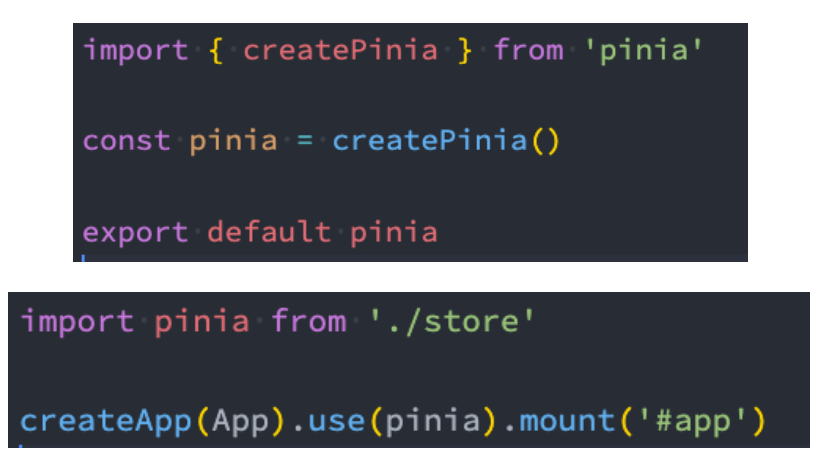 import { createPinia } from 'pinia'
const pinia = createPinia()
export default pinia
import pinia from './store'
createApp(App).use(pinia).mount('#app')